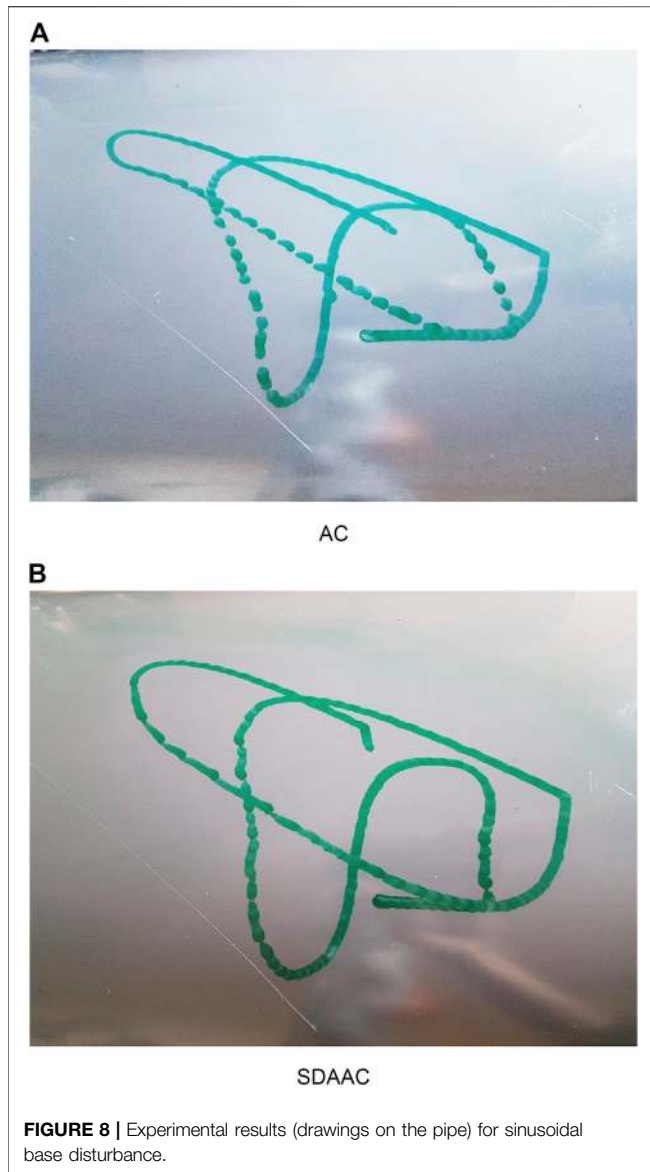 A
AC
B
SDAAC
FIGURE 8 | Experimental results (drawings on the pipe) for sinusoidal
base disturbance.